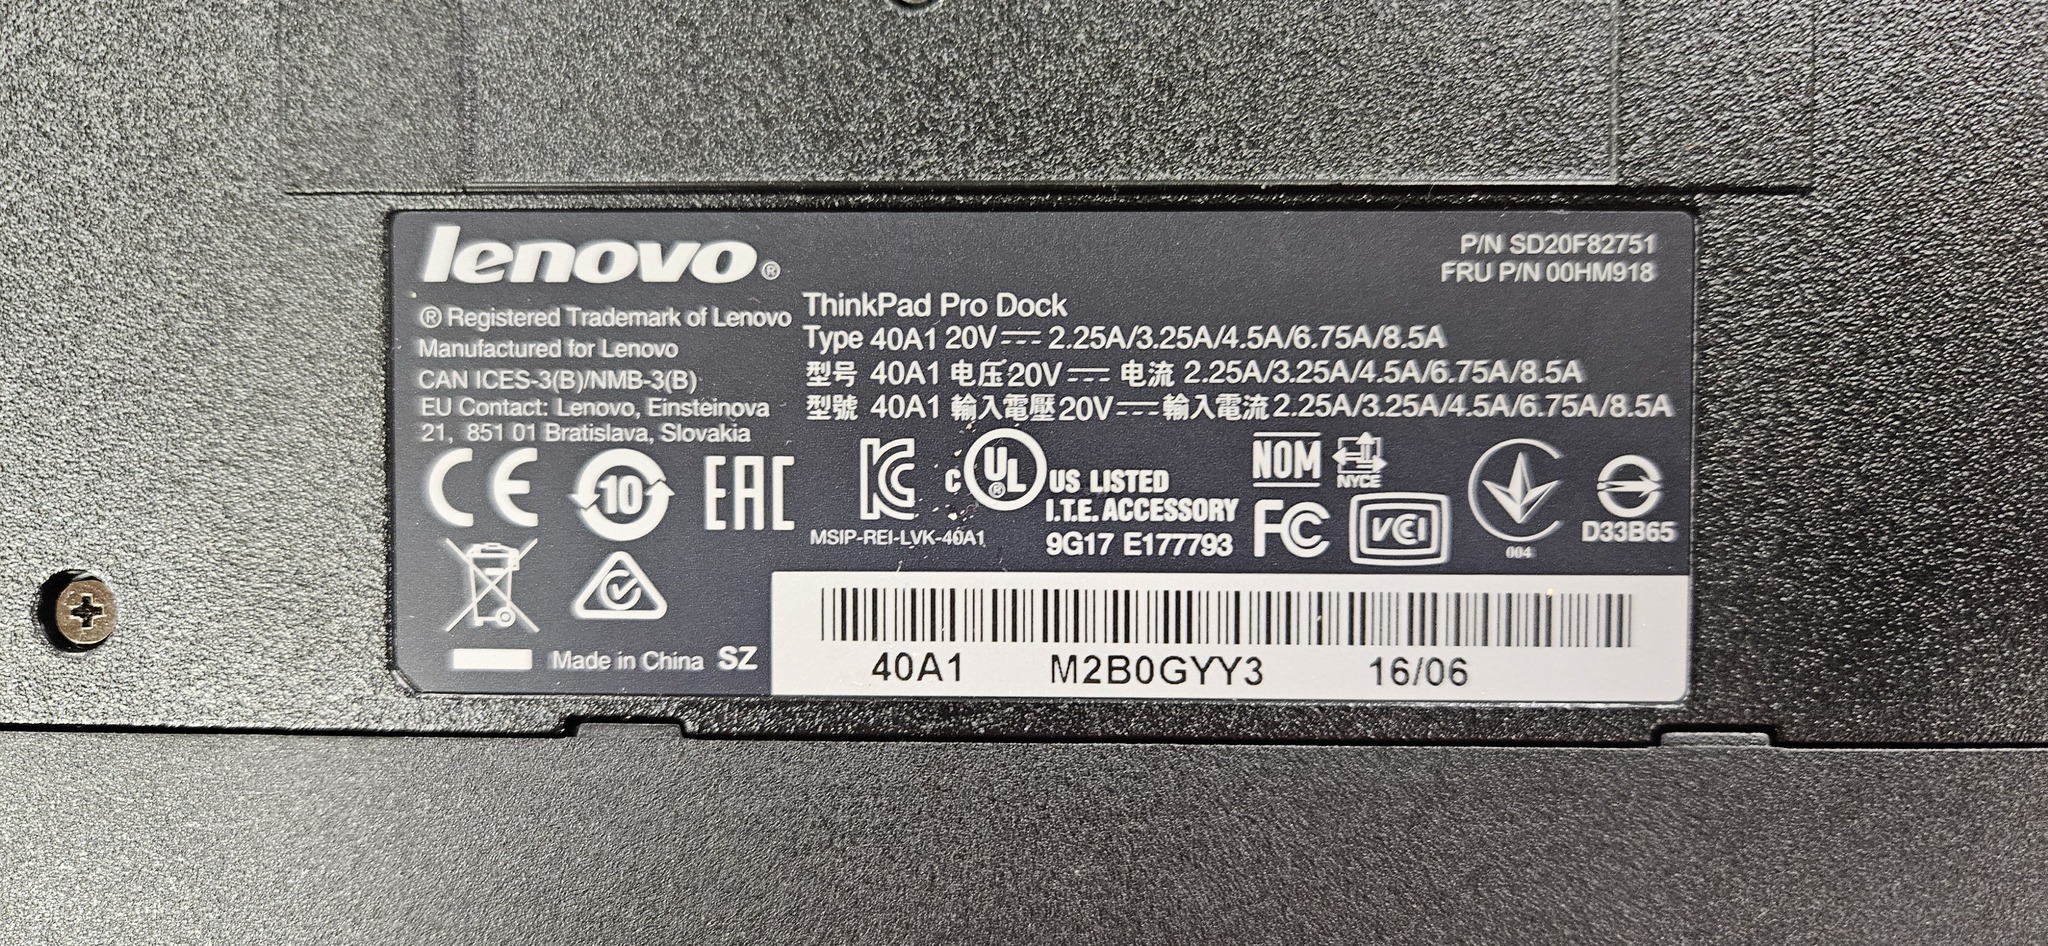 lenovo®
P/N SD20F82751
FRU P/N 00HM918
® Registered Trademark of Lenovo
Manufactured for Lenovo
CAN ICES-3(B)/NMB-3(B)
EU Contact: Lenovo, Einsteinova
21, 851 01 Bratislava, Slovakia
ThinkPad Pro Dock
Type 40A1 20V⎓ 2.25A/3.25A/4.5A/6.75A/8.5A
型号 40A1 电压20V⎓ 电流 2.25A/3.25A/4.5A/6.75A/8.5A
型號 40A1 輸入電壓20V⎓輸入電流2.25A/3.25A/4.5A/6.75A/8.5A
CE
10
EAC
KC
MSIP-REI-LVK-40A1
C UL® US LISTED
I.T.E. ACCESSORY
9G17 E177793
NOM
NYCE
FC
VCI
004
D33B65
Made in China SZ
40A1 M2B0GYY3 16/06